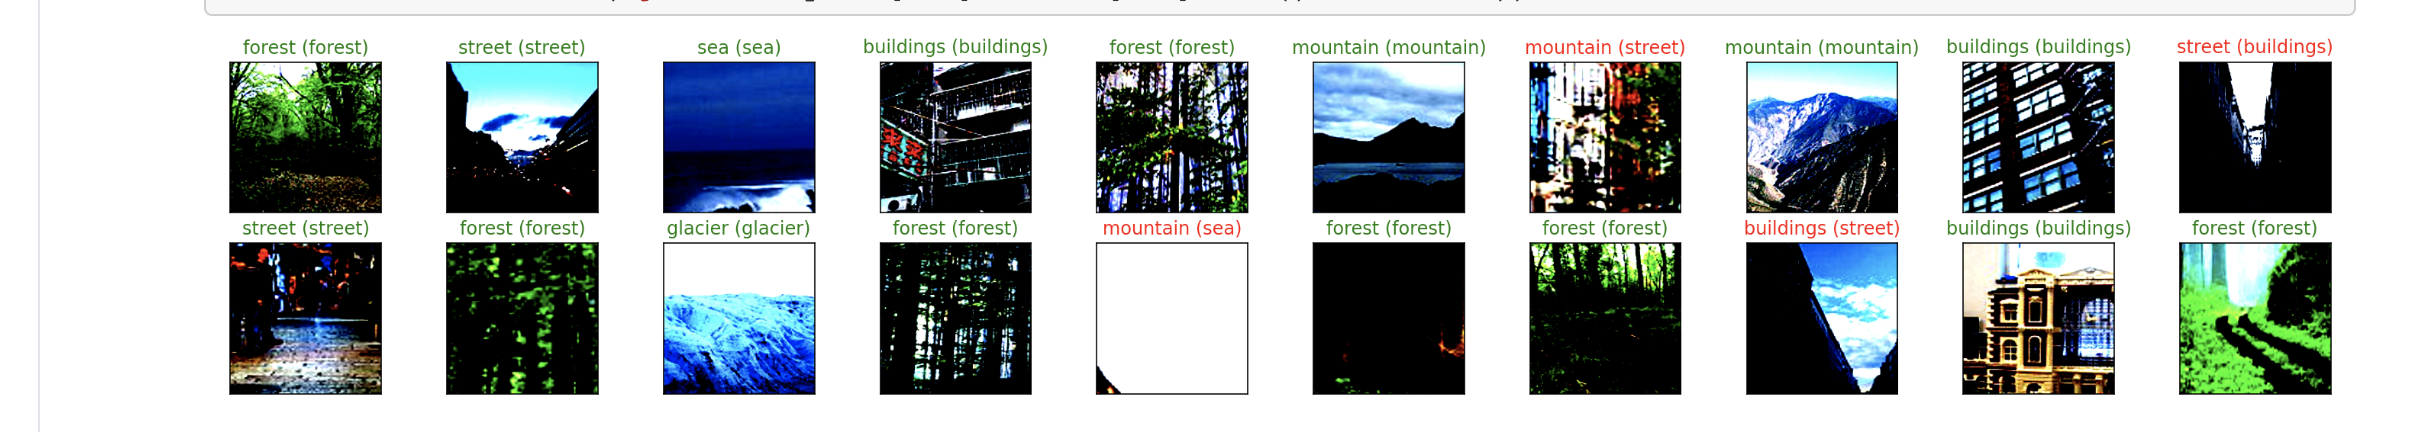 forest (forest) street (street) sea (sea) buildings (buildings) forest (forest) mountain (mountain) mountain (street) mountain (mountain) buildings (buildings) street (buildings)
street (street) forest (forest) glacier (glacier) forest (forest) mountain (sea) forest (forest) forest (forest) buildings (street) buildings (buildings) forest (forest)